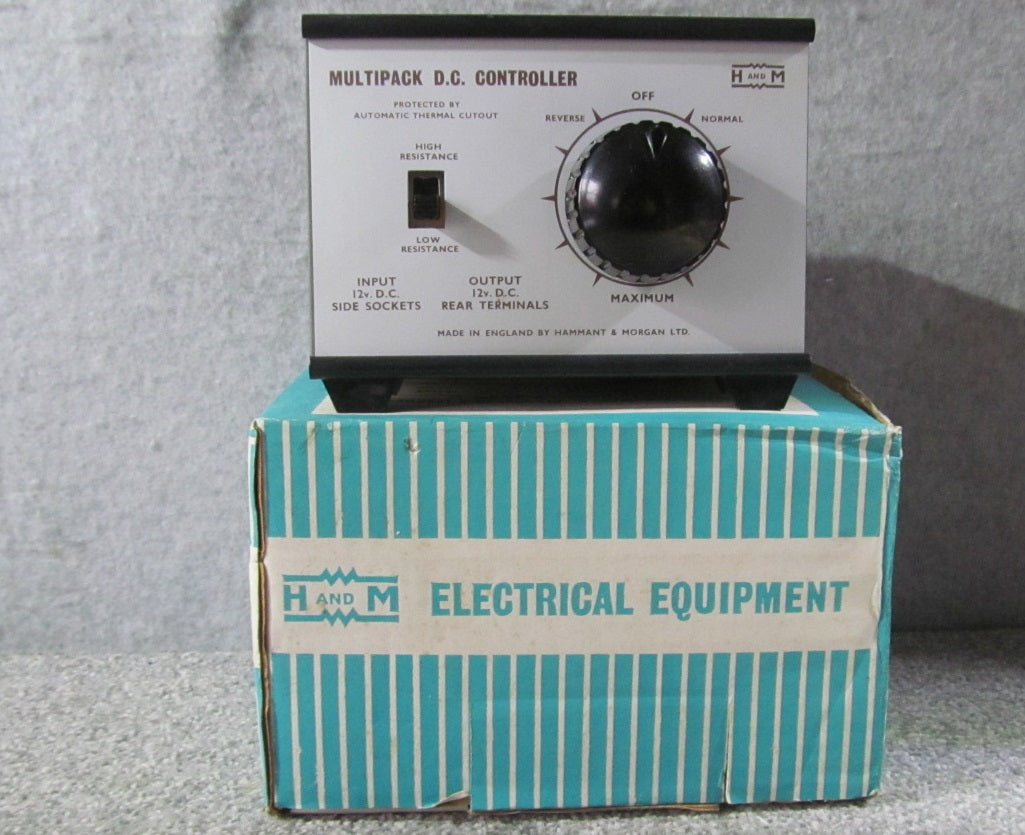 MULTIPACK D.C. CONTROLLER
H AND M
PROTECTED BY
AUTOMATIC THERMAL CUTOUT
OFF
REVERSE
NORMAL
HIGH
RESISTANCE
LOW
RESISTANCE
INPUT
12v. D.C.
SIDE SOCKETS
OUTPUT
12v. D.C.
REAR TERMINALS
MAXIMUM
MADE IN ENGLAND BY HAMMANT & MORGAN LTD.
H AND M
ELECTRICAL EQUIPMENT